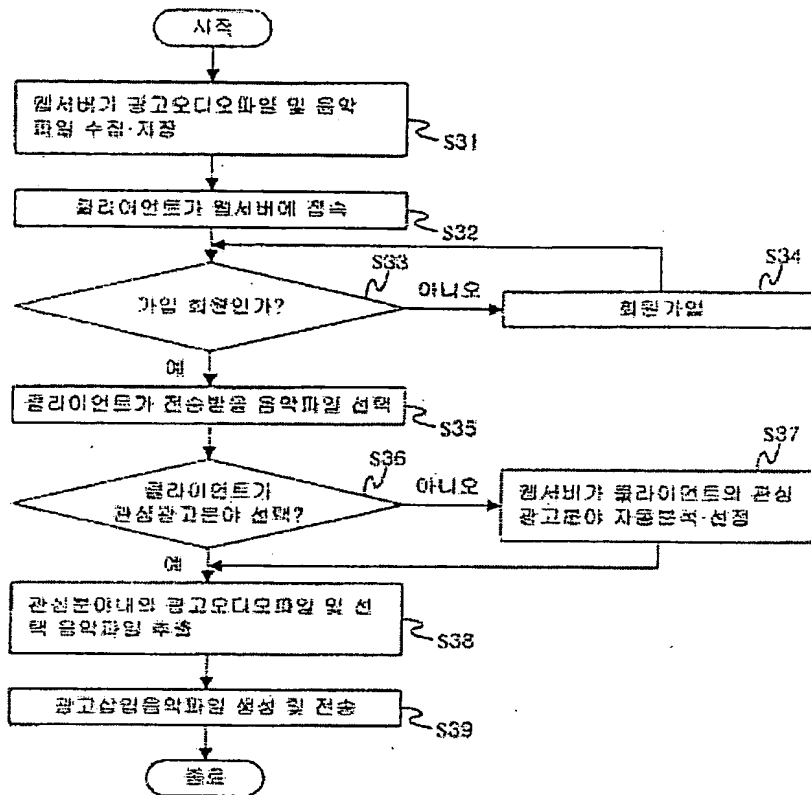 시작
웹서버가 광고오디오파일 및 음악
파일 수집·저장
S31
클라이언트가 웹서버에 접속
S32
S33
가입 회원인가?
아니오
S34
회원가입
예
클라이언트가 전송받을 음악파일 선택
S35
S36
클라이언트가
관심광고분야 선택?
아니오
S37
웹서버가 클라이언트의 관심
광고분야 자동분석·선정
예
관심분야내의 광고오디오파일 및 선
택 음악파일 추출
S38
광고삽입음악파일 생성 및 전송
S39
종료